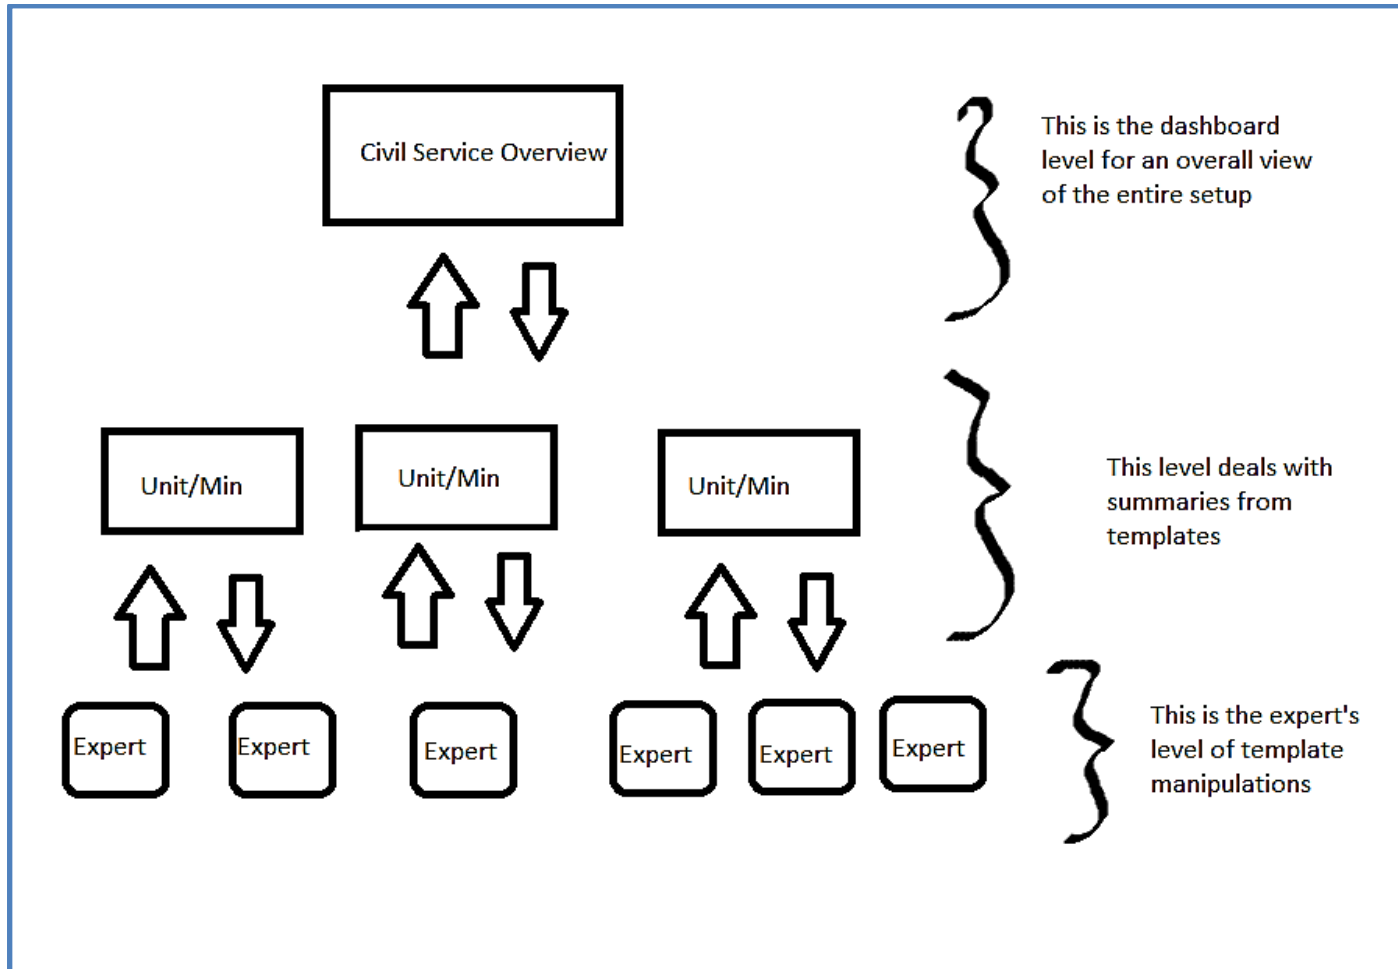 Civil Service Overview
This is the dashboard
level for an overall view
of the entire setup
Unit/Min
Unit/Min
Unit/Min
This level deals with
summaries from
templates
Expert
Expert
Expert
Expert
Expert
Expert
This is the expert's
level of template
manipulations